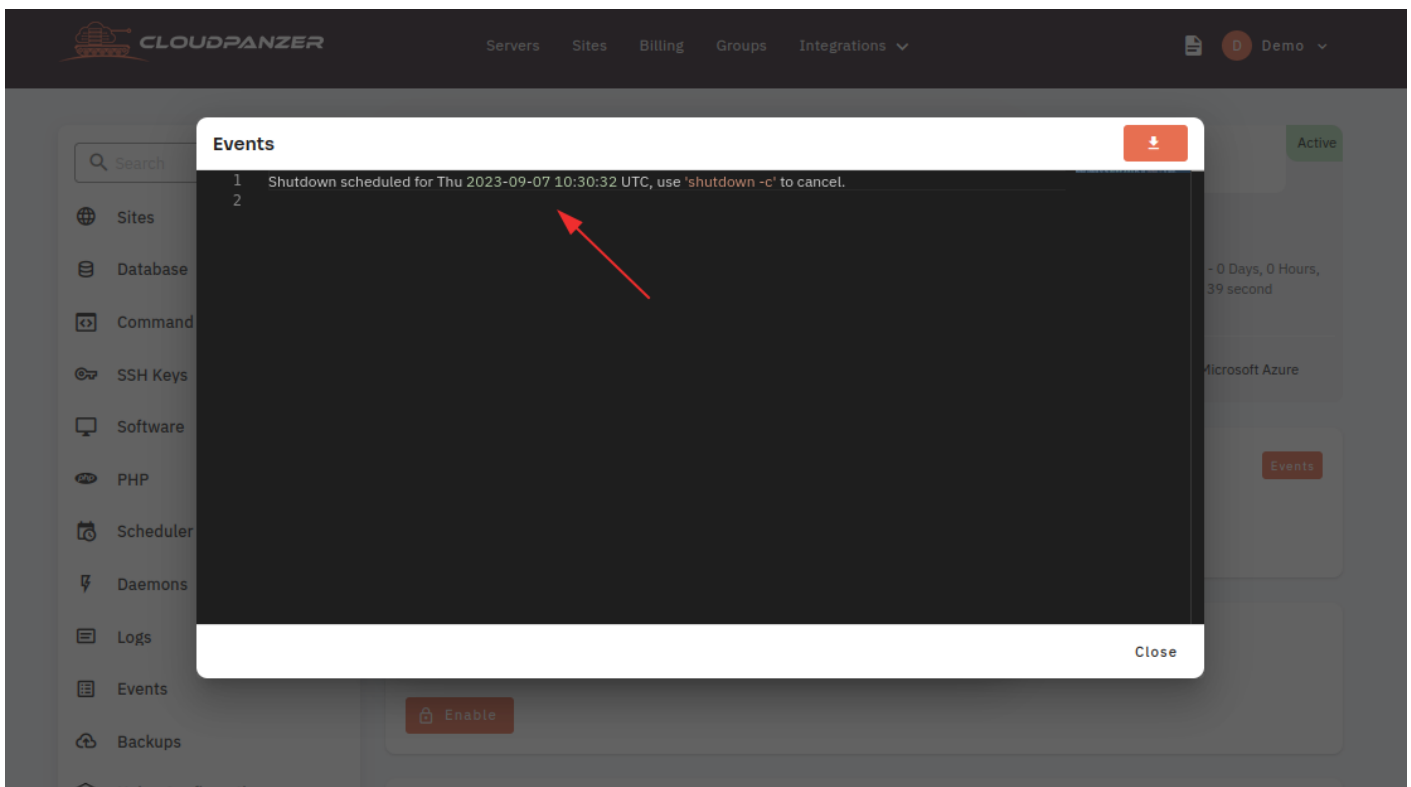 CLOUDPANZER
Servers Sites Billing Groups Integrations
D Demo
Search
Active
Events
1 Shutdown scheduled for Thu 2023-09-07 10:30:32 UTC, use 'shutdown -c' to cancel.
2
Sites
Database
- 0 Days, 0 Hours,
39 second
Command
SSH Keys
Microsoft Azure
Software
PHP
Events
Scheduler
Daemons
Logs
Close
Events
Enable
Backups